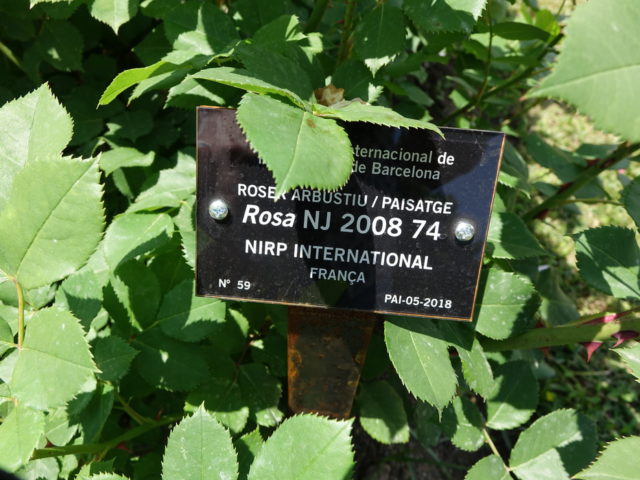 ternacional de
de Barcelona
ROSER ARBUSTIU / PAISATGE
Rosa NJ 2008 74
NIRP INTERNATIONAL
FRANÇA
Nº 59
PAI-05-2018